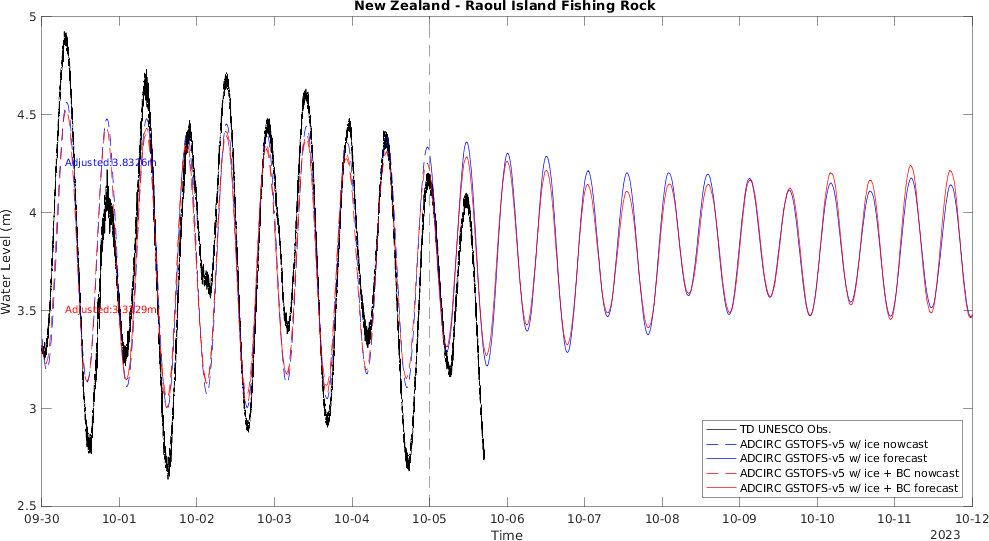 New Zealand - Raoul Island Fishing Rock
Water Level (m)
5
4.5
4
3.5
3
2.5
Adjusted:3.8326m
Adjusted:3.3729m
09-30
10-01
10-02
10-03
10-04
10-05
10-06
10-07
10-08
10-09
10-10
10-11
10-12
Time
2023
TD UNESCO Obs.
ADCIRC GSTOFS-v5 w/ ice nowcast
ADCIRC GSTOFS-v5 w/ ice forecast
ADCIRC GSTOFS-v5 w/ ice + BC nowcast
ADCIRC GSTOFS-v5 w/ ice + BC forecast